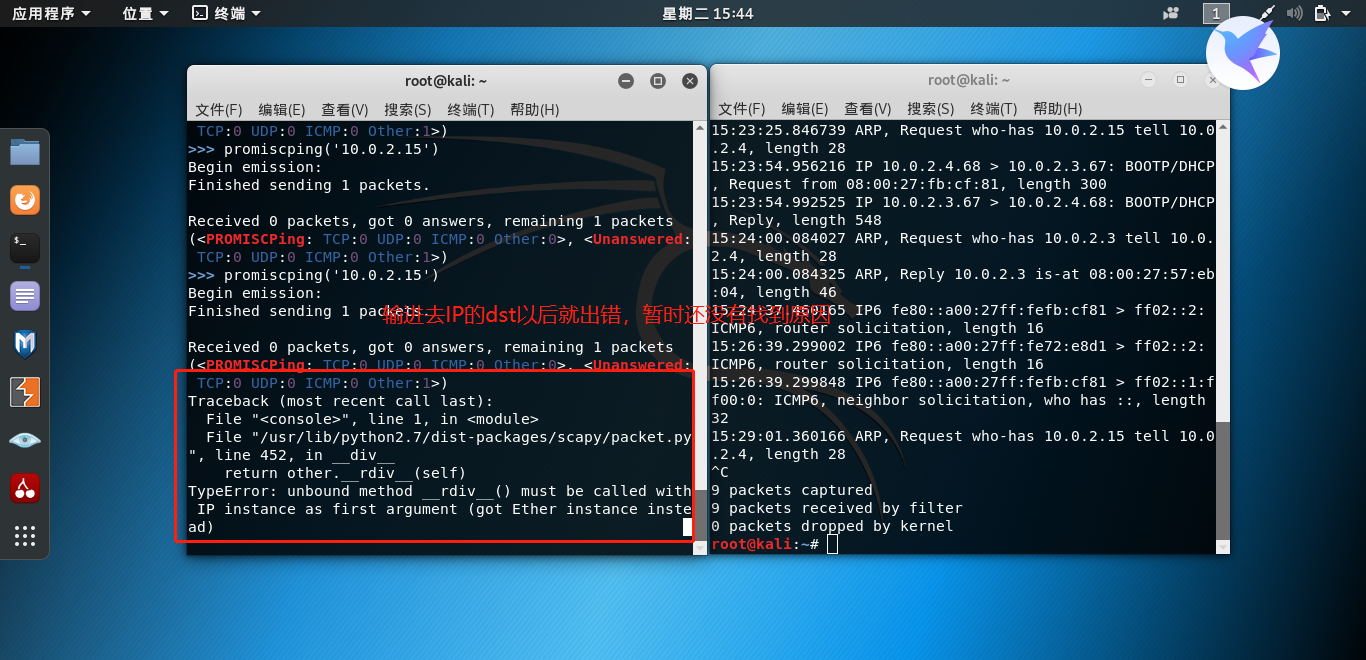 应用程序 位置 终端 星期二 15:44 1
root@kali: ~
文件(F) 编辑(E) 查看(V) 搜索(S) 终端(T) 帮助(H)
TCP:0 UDP:0 ICMP:0 Other:1>)
>>> promiscping('10.0.2.15')
Begin emission:
Finished sending 1 packets.
Received 0 packets, got 0 answers, remaining 1 packets
(<PROMISCPing: TCP:0 UDP:0 ICMP:0 Other:0>, <Unanswered:
TCP:0 UDP:0 ICMP:0 Other:1>)
>>> promiscping('10.0.2.15')
Begin emission:
Finished sending 1 packets.
输进去IP的dst以后就出错，暂时还没有找到原因
Received 0 packets, got 0 answers, remaining 1 packets
(<PROMISCPing: TCP:0 UDP:0 ICMP:0 Other:0>, <Unanswered:
TCP:0 UDP:0 ICMP:0 Other:1>)
Traceback (most recent call last):
File "<console>", line 1, in <module>
File "/usr/lib/python2.7/dist-packages/scapy/packet.py
", line 452, in __div__
return other.__rdiv__(self)
TypeError: unbound method __rdiv__() must be called with
IP instance as first argument (got Ether instance inste
ad)
root@kali: ~
文件(F) 编辑(E) 查看(V) 搜索(S) 终端(T) 帮助(H)
15:23:25.846739 ARP, Request who-has 10.0.2.15 tell 10.0
.2.4, length 28
15:23:54.956216 IP 10.0.2.4.68 > 10.0.2.3.67: BOOTP/DHCP
, Request from 08:00:27:fb:cf:81, length 300
15:23:54.992525 IP 10.0.2.3.67 > 10.0.2.4.68: BOOTP/DHCP
, Reply, length 548
15:24:00.084027 ARP, Request who-has 10.0.2.3 tell 10.0.
2.4, length 28
15:24:00.084325 ARP, Reply 10.0.2.3 is-at 08:00:27:57:eb
:04, length 46
15:24:37.460165 IP6 fe80::a00:27ff:fefb:cf81 > ff02::2:
ICMP6, router solicitation, length 16
15:26:39.299002 IP6 fe80::a00:27ff:fe72:e8d1 > ff02::2:
ICMP6, router solicitation, length 16
15:26:39.299848 IP6 fe80::a00:27ff:fefb:cf81 > ff02::1:f
f00:0: ICMP6, neighbor solicitation, who has ::, length
32
15:29:01.360166 ARP, Request who-has 10.0.2.15 tell 10.0
.2.4, length 28
^C
9 packets captured
9 packets received by filter
0 packets dropped by kernel
root@kali:~#